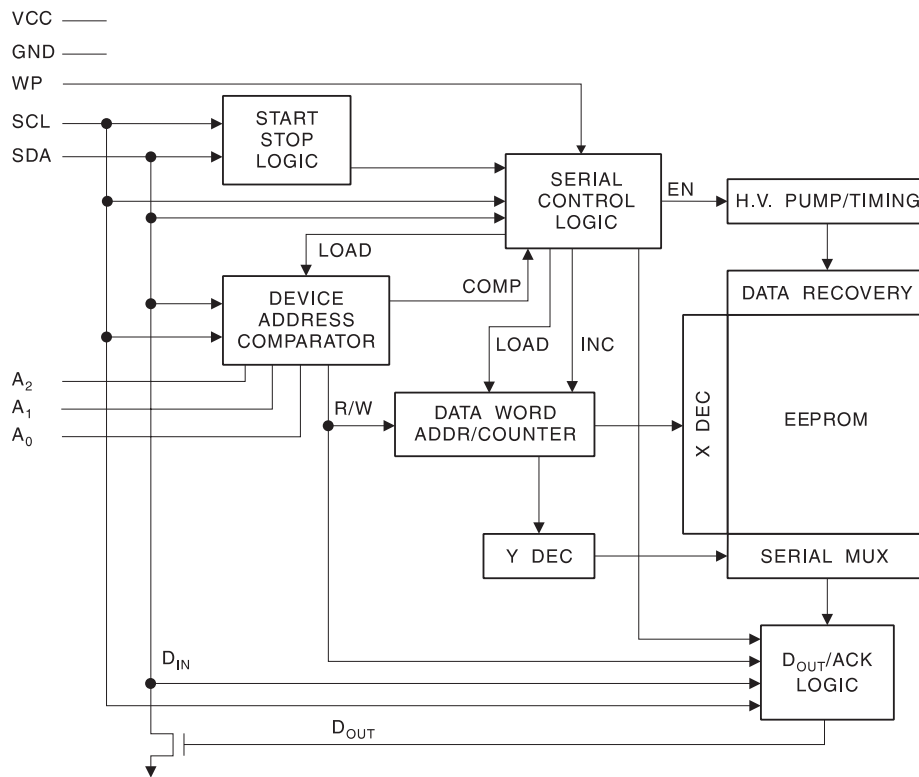 VCC
GND
WP
SCL
SDA
START
STOP
LOGIC
SERIAL
CONTROL
LOGIC
EN
H.V. PUMP/TIMING
LOAD
COMP
DEVICE
ADDRESS
COMPARATOR
LOAD
INC
DATA RECOVERY
A2
A1
A0
R/W
DATA WORD
ADDR/COUNTER
X DEC
EEPROM
Y DEC
SERIAL MUX
DIN
DOUT/ACK
LOGIC
DOUT